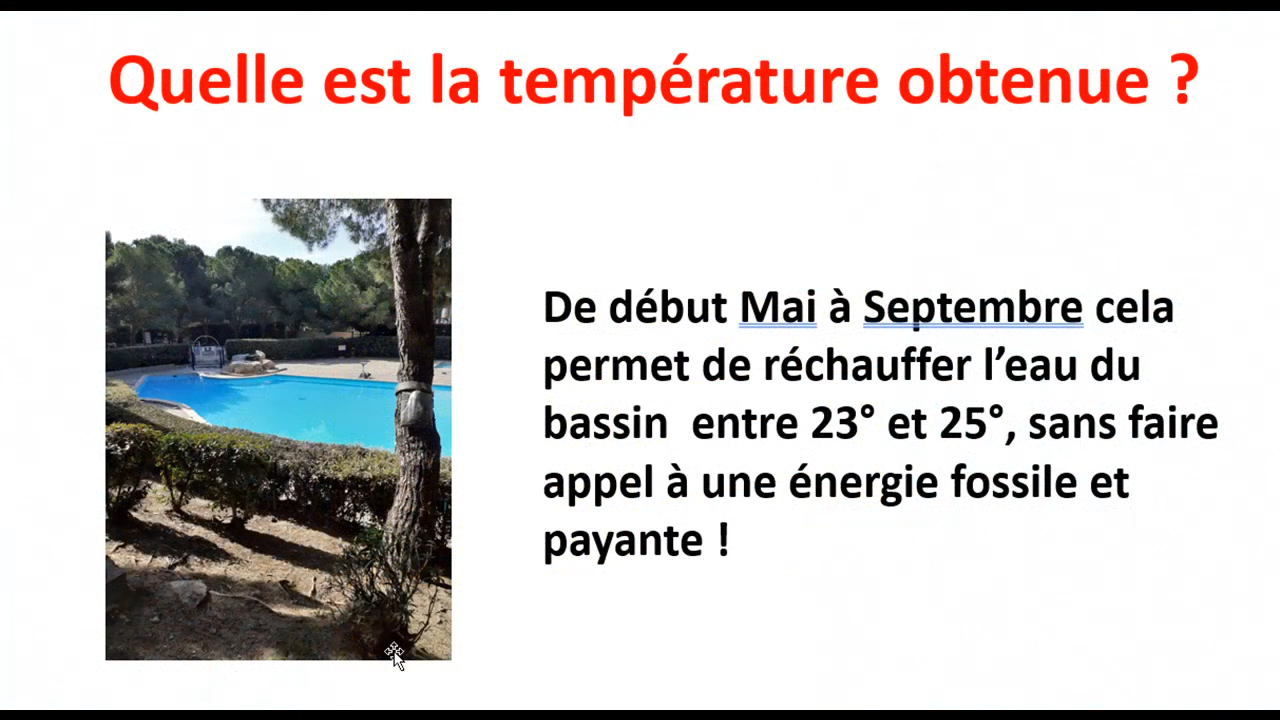 Quelle est la température obtenue ?
De début Mai à Septembre cela
permet de réchauffer l’eau du
bassin  entre 23° et 25°, sans faire
appel à une énergie fossile et
payante !